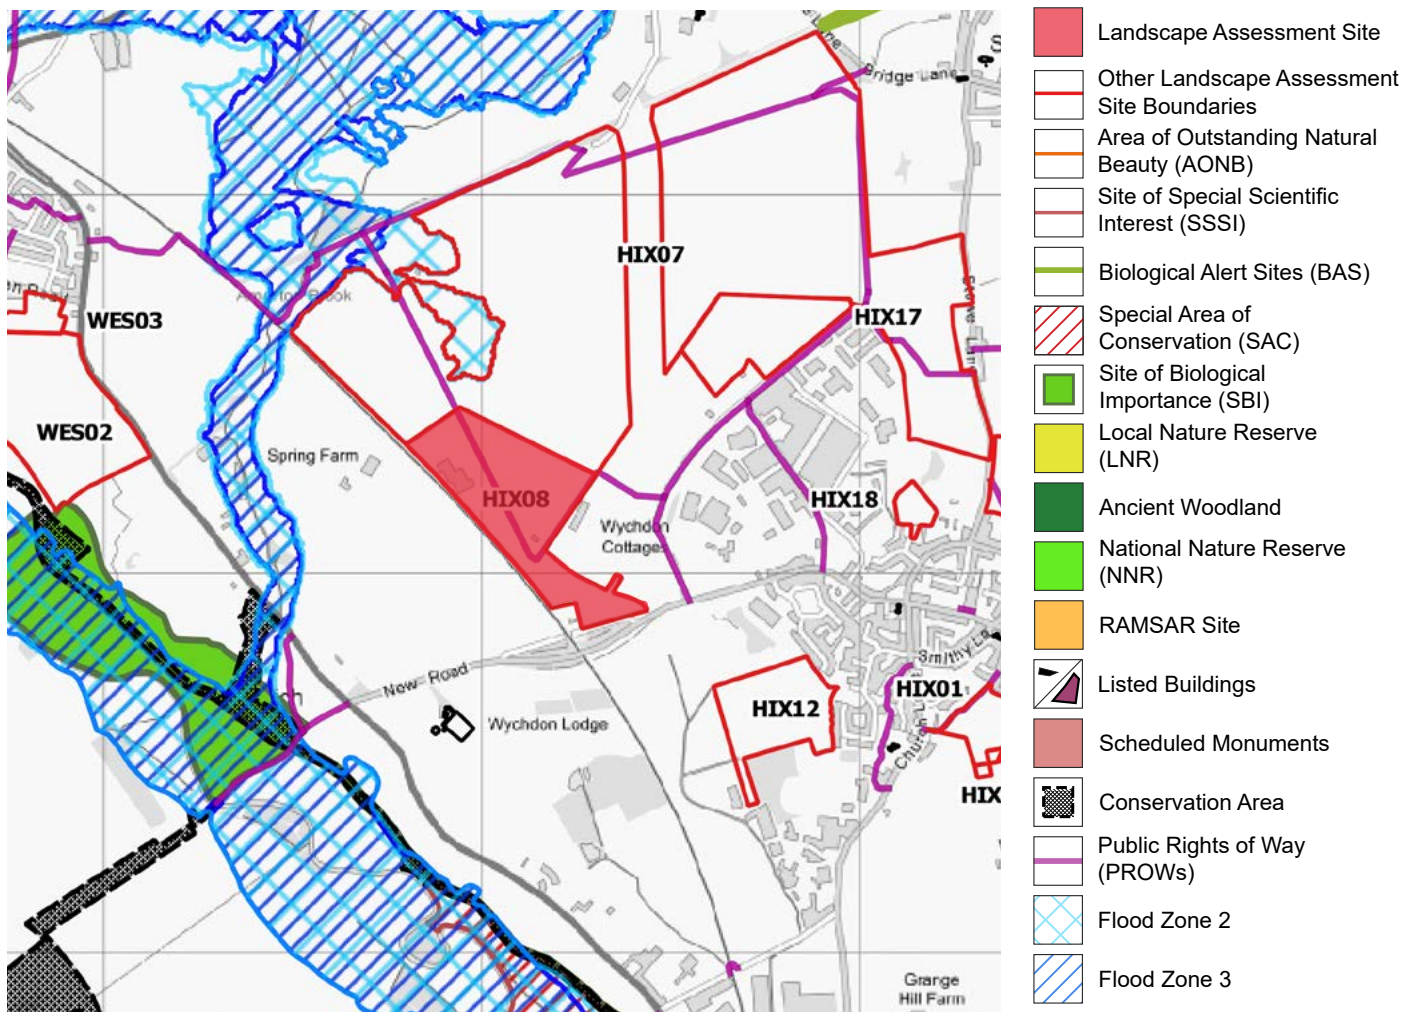 Bridge Lane
HIX07
HIX17
WES03
Stowe Lane
WES02
Spring Farm
HIX08
HIX18
Wychdon
Cottages
Smithy La
New Road
HIX01
HIX12
Wychdon Lodge
Church La
HIX
Grange
Hill Farm
Landscape Assessment Site
Other Landscape Assessment
Site Boundaries
Area of Outstanding Natural
Beauty (AONB)
Site of Special Scientific
Interest (SSSI)
Biological Alert Sites (BAS)
Special Area of
Conservation (SAC)
Site of Biological
Importance (SBI)
Local Nature Reserve
(LNR)
Ancient Woodland
National Nature Reserve
(NNR)
RAMSAR Site
Listed Buildings
Scheduled Monuments
Conservation Area
Public Rights of Way
(PROWs)
Flood Zone 2
Flood Zone 3